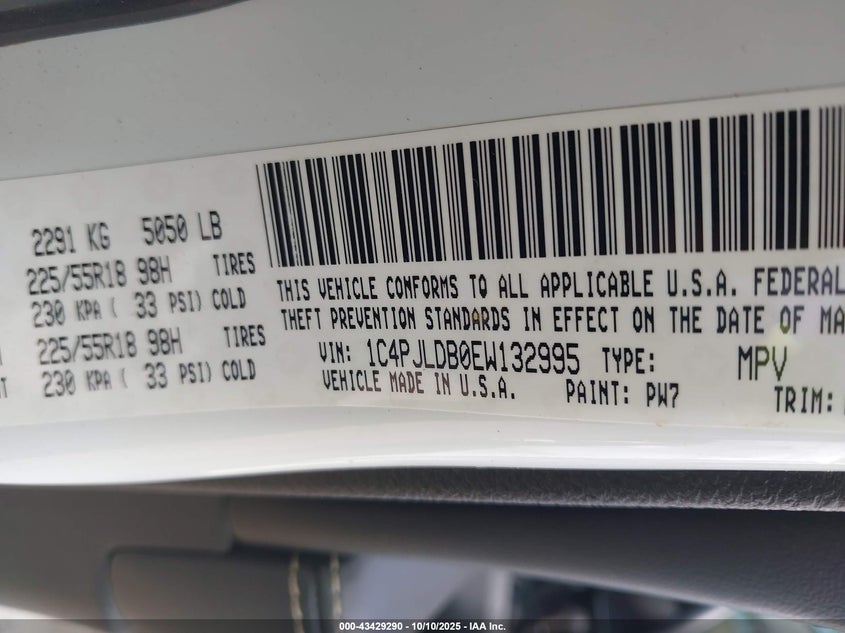 2291 KG 5050 LB
225/55R18 98H TIRES
230 KPA ( 33 PSI) COLD
225/55R18 98H TIRES
230 KPA ( 33 PSI) COLD
THIS VEHICLE CONFORMS TO ALL APPLICABLE U.S.A. FEDERAL
THEFT PREVENTION STANDARDS IN EFFECT ON THE DATE OF MA
VIN: 1C4PJLDB0EW132995 TYPE: MPV
VEHICLE MADE IN U.S.A. PAINT: PW7 TRIM:
000-43429290 - 10/10/2025 - IAA Inc.